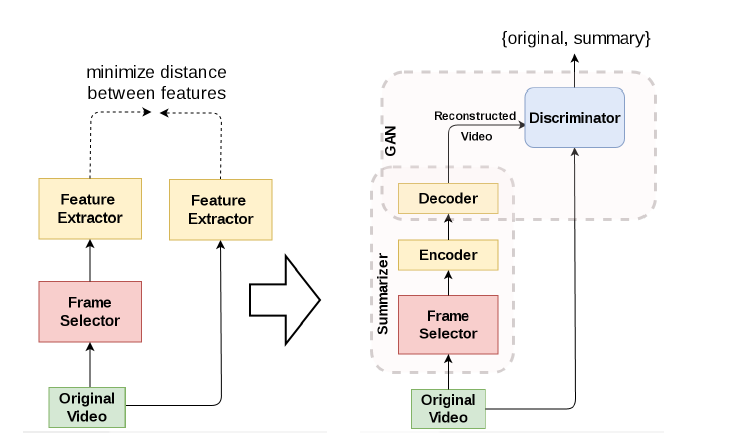 minimize distance
between features
Feature
Extractor
Feature
Extractor
Frame
Selector
Original
Video
{original, summary}
Discriminator
Reconstructed
Video
GAN
Decoder
Encoder
Summarizer
Frame
Selector
Original
Video